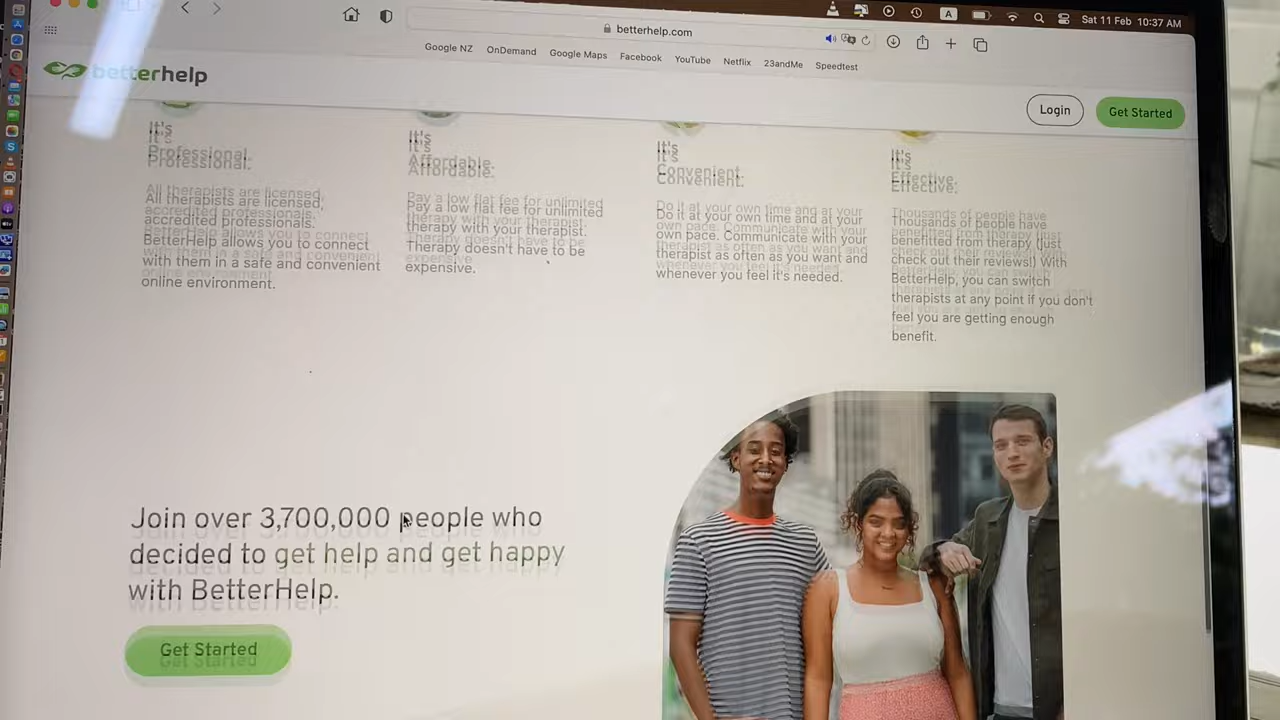 Sat 11 Feb 10:37 AM
A
betterhelp.com
Google NZ OnDemand Google Maps Facebook YouTube Netflix 23andMe Speedtest
betterhelp
Login
Get Started
It's
Professional.
All therapists are licensed,
accredited professionals.
BetterHelp allows you to connect
with them in a safe and convenient
online environment.
It's
Affordable.
Pay a low flat fee for unlimited
therapy with your therapist.
Therapy doesn't have to be
expensive.
It's
Convenient.
Do it at your own time and at your
own pace. Communicate with your
therapist as often as you want and
whenever you feel it's needed.
It's
Effective.
Thousands of people have
benefitted from therapy (just
check out their reviews!) With
BetterHelp, you can switch
therapists at any point if you don't
feel you are getting enough
benefit.
Join over 3,700,000 people who
decided to get help and get happy
with BetterHelp.
Get Started